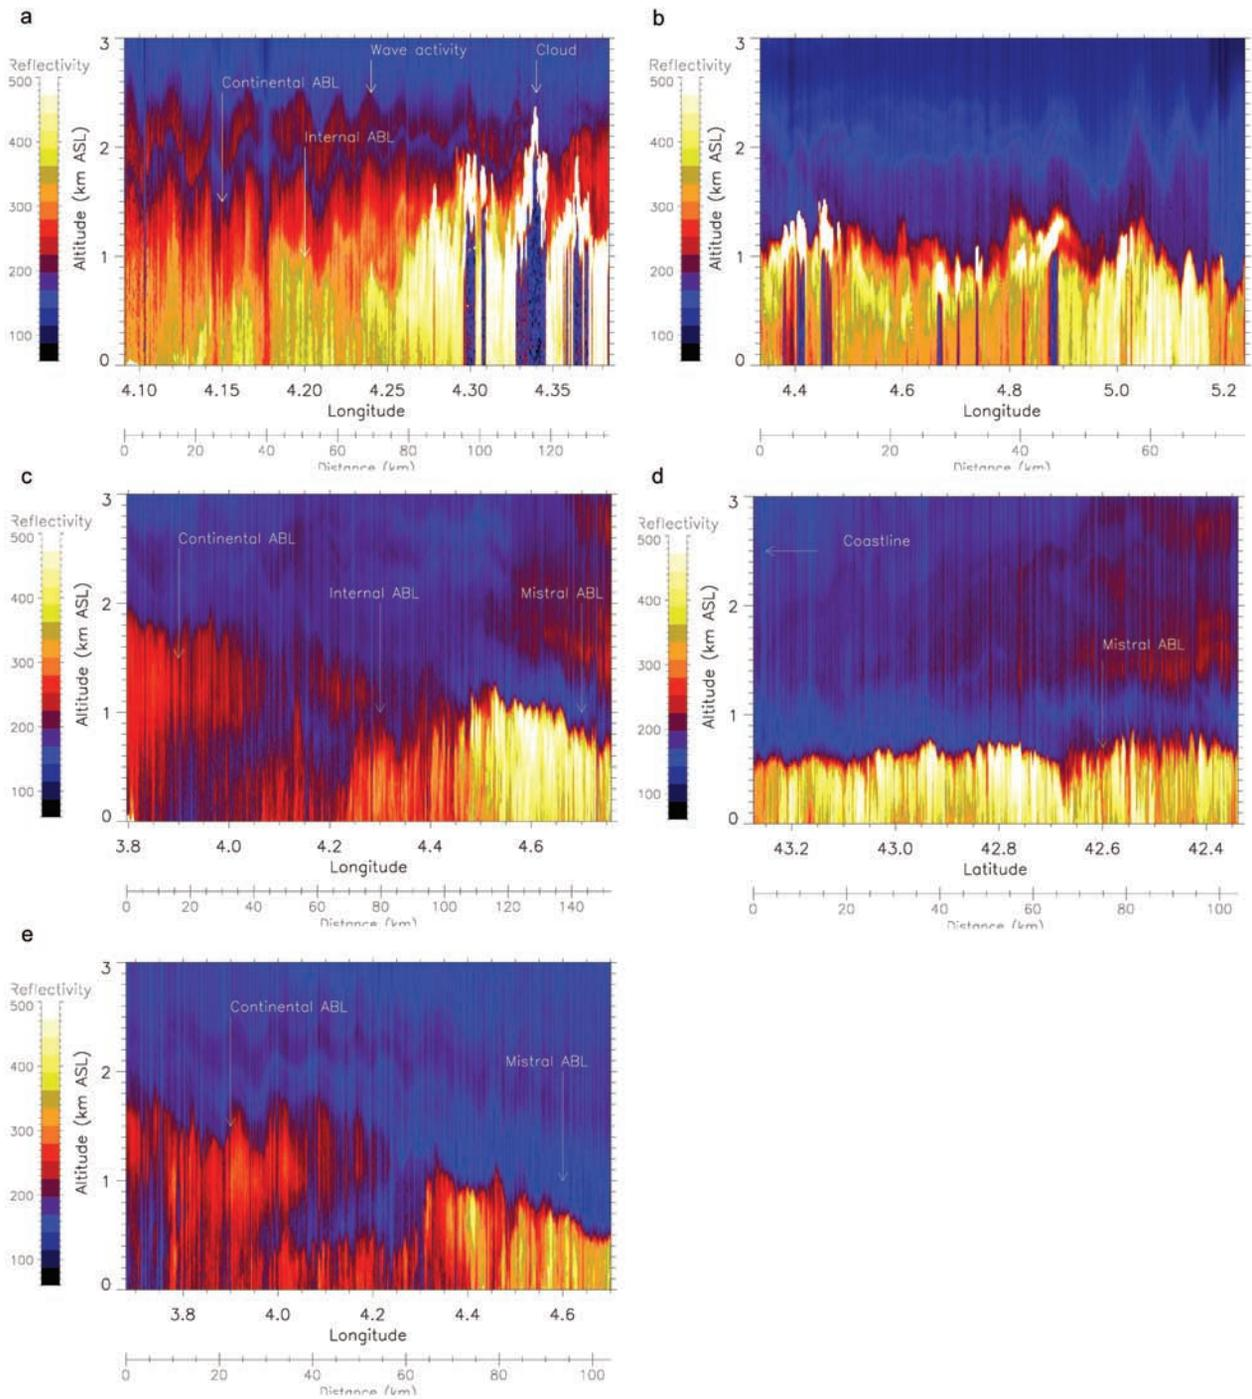 a
Reflectivity
500
400
300
200
100
Altitude (km ASL)
3
2
1
0
Continental ABL
Wave activity
Internal ABL
Cloud
4.10 4.15 4.20 4.25 4.30 4.35
Longitude
0 20 40 60 80 100 120
Distance (km)
b
Reflectivity
500
400
300
200
100
Altitude (km ASL)
3
2
1
0
4.4 4.6 4.8 5.0 5.2
Longitude
0 20 40 60
Distance (km)
c
Reflectivity
500
400
300
200
100
Altitude (km ASL)
3
2
1
0
Continental ABL
Internal ABL
Mistral ABL
3.8 4.0 4.2 4.4 4.6
Longitude
0 20 40 60 80 100 120 140
Distance (km)
d
Reflectivity
500
400
300
200
100
Altitude (km ASL)
3
2
1
0
Coastline
Mistral ABL
43.2 43.0 42.8 42.6 42.4
Latitude
0 20 40 60 80 100
Distance (km)
e
Reflectivity
500
400
300
200
100
Altitude (km ASL)
3
2
1
0
Continental ABL
Mistral ABL
3.8 4.0 4.2 4.4 4.6
Longitude
0 20 40 60 80 100
Distance (km)